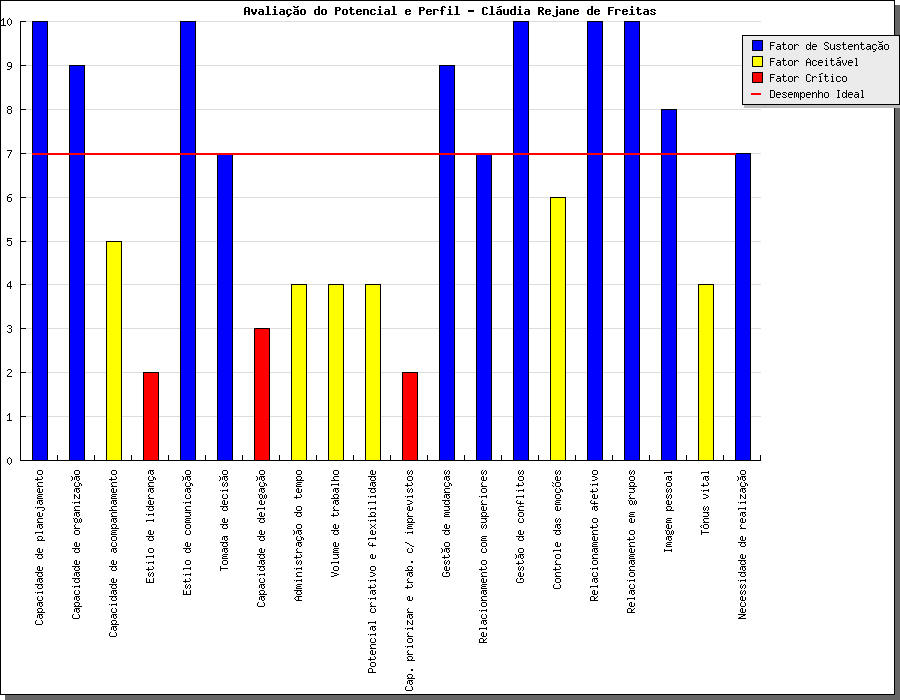 Avaliação do Potencial e Perfil - Cláudia Rejane de Freitas
Fator de Sustentação
Fator Aceitável
Fator Crítico
Desempenho Ideal
10
9
8
7
6
5
4
3
2
1
0
Capacidade de planejamento
Capacidade de organização
Capacidade de acompanhamento
Estilo de liderança
Estilo de comunicação
Tomada de decisão
Capacidade de delegação
Administração do tempo
Volume de trabalho
Potencial criativo e flexibilidade
Cap. priorizar e trab. c/ imprevistos
Gestão de mudanças
Relacionamento com superiores
Gestão de conflitos
Controle das emoções
Relacionamento afetivo
Relacionamento em grupos
Imagem pessoal
Tônus vital
Necessidade de realização